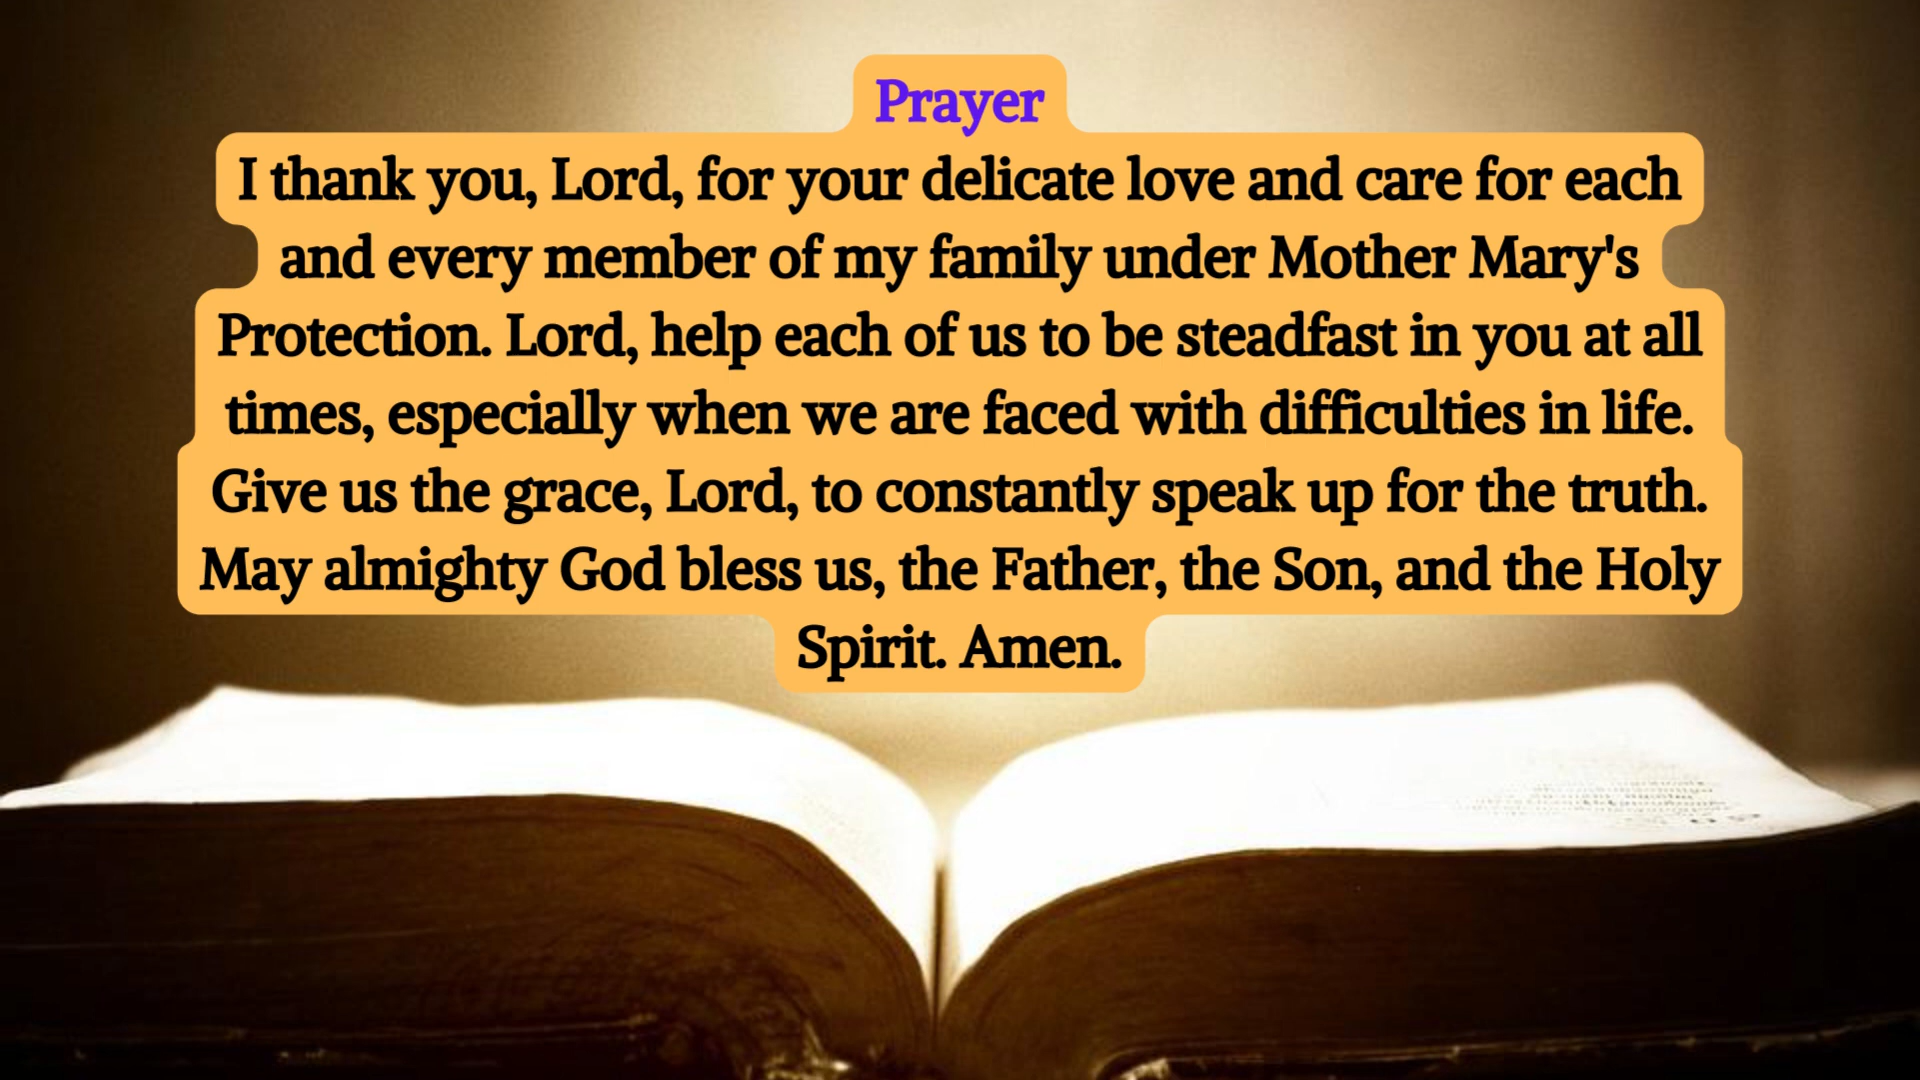 Prayer
I thank you, Lord, for your delicate love and care for each
and every member of my family under Mother Mary's
Protection. Lord, help each of us to be steadfast in you at all
times, especially when we are faced with difficulties in life.
Give us the grace, Lord, to constantly speak up for the truth.
May almighty God bless us, the Father, the Son, and the Holy
Spirit. Amen.